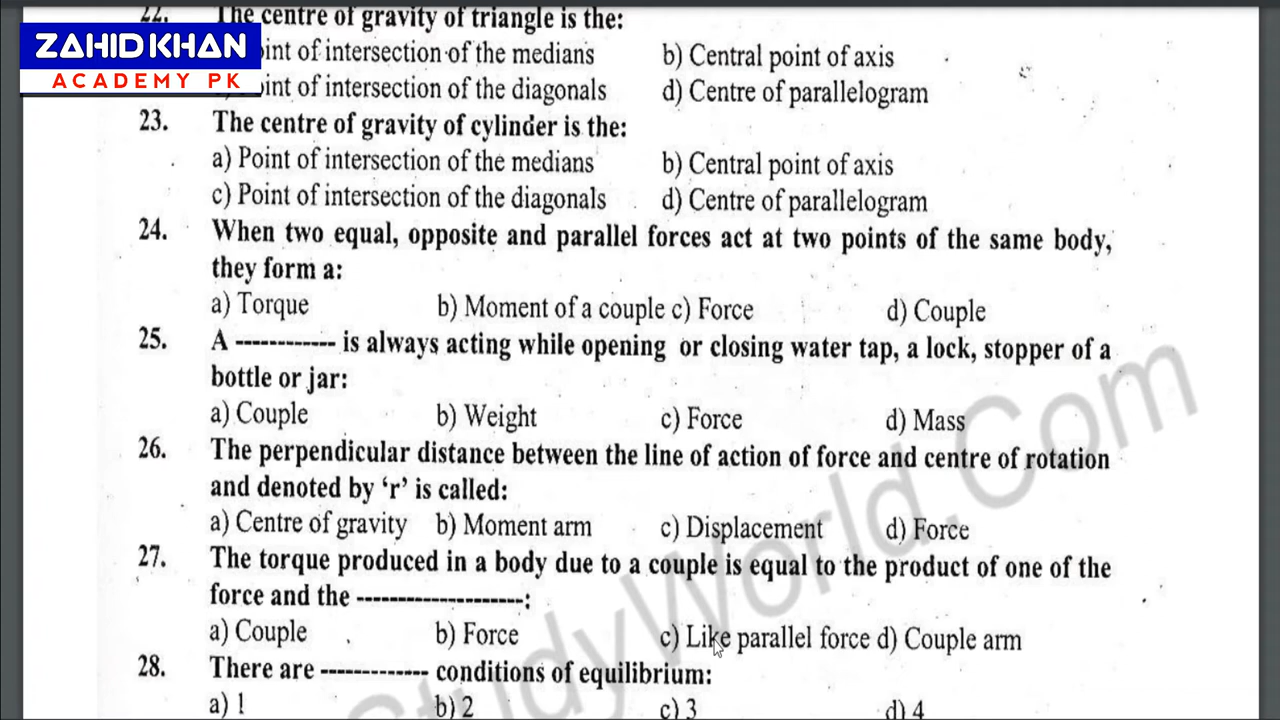 22. The centre of gravity of triangle is the:
ZAHID KHAN
ACADEMY PK
oint of intersection of the medians b) Central point of axis
oint of intersection of the diagonals d) Centre of parallelogram
23. The centre of gravity of cylinder is the:
a) Point of intersection of the medians b) Central point of axis
c) Point of intersection of the diagonals d) Centre of parallelogram
24. When two equal, opposite and parallel forces act at two points of the same body,
they form a:
a) Torque b) Moment of a couple c) Force d) Couple
25. A ------------ is always acting while opening or closing water tap, a lock, stopper of a
bottle or jar:
a) Couple b) Weight c) Force d) Mass
26. The perpendicular distance between the line of action of force and centre of rotation
and denoted by ‘r’ is called:
a) Centre of gravity b) Moment arm c) Displacement d) Force
27. The torque produced in a body due to a couple is equal to the product of one of the
force and the --------------------:
a) Couple b) Force c) Like parallel force d) Couple arm
28. There are ------------- conditions of equilibrium:
a) 1 b) 2 c) 3 d) 4
StudyWorld.Com